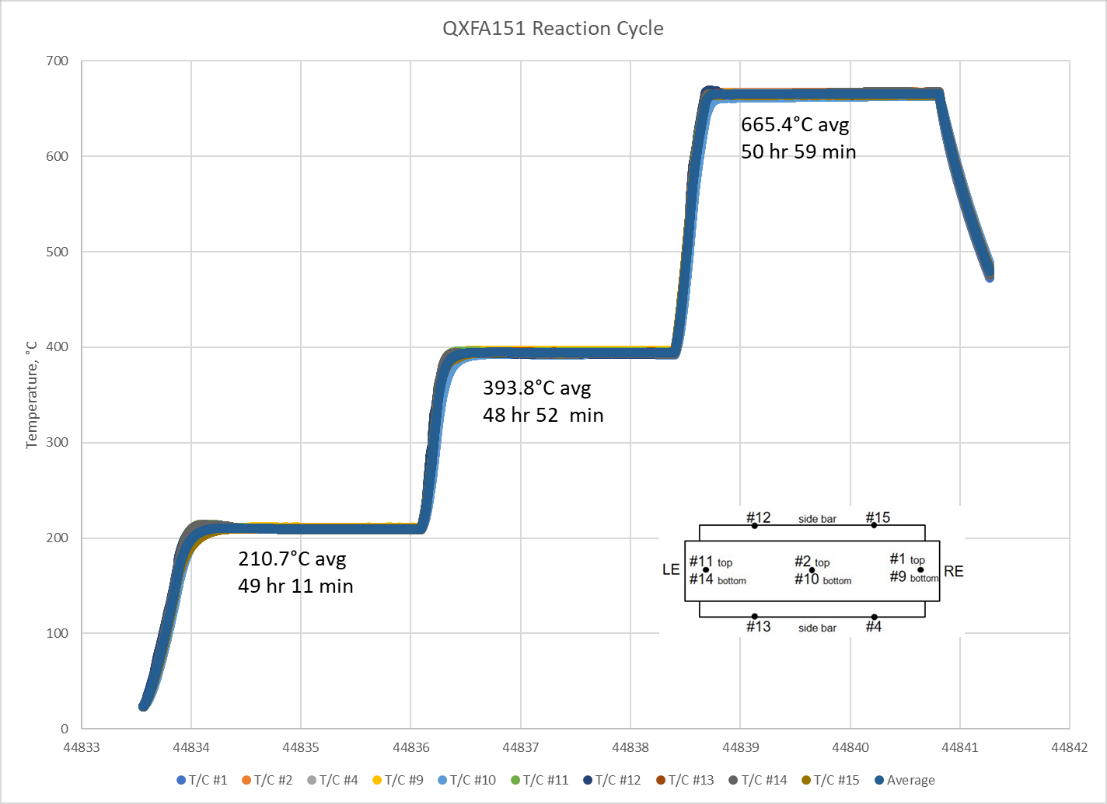 QXFA151 Reaction Cycle
700
600
500
400
300
200
100
0
Temperature, °C
665.4°C avg
50 hr 59 min
393.8°C avg
48 hr 52  min
210.7°C avg
49 hr 11 min
#12 side bar #15
#11 top #2 top #1 top
LE RE
#14 bottom #10 bottom #9 bottom
#13 side bar #4
44833 44834 44835 44836 44837 44838 44839 44840 44841 44842
T/C #1 T/C #2 T/C #4 T/C #9 T/C #10 T/C #11 T/C #12 T/C #13 T/C #14 T/C #15 Average